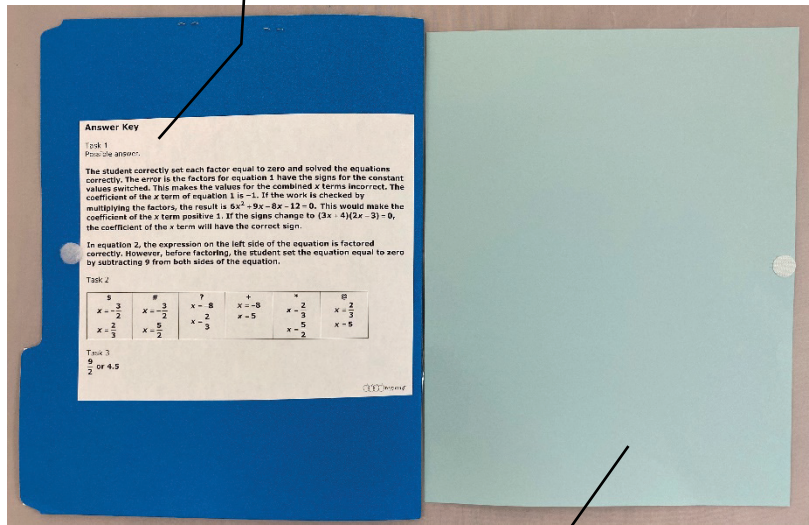 Answer Key
Task 1
Possible answer.
The student correctly set each factor equal to zero and solved the equations
correctly. The error is the factors for equation 1 have the signs for the constant
values switched. This makes the values for the combined x terms incorrect. The
coefficient of the x term of equation 1 is −1. If the work is checked by
multiplying the factors, the result is 6x² + 9x − 8x − 12 = 0. This would make the
coefficient of the x term positive 1. If the signs change to (3x + 4)(2x − 3) = 0,
the coefficient of the x term will have the correct sign.
In equation 2, the expression on the left side of the equation is factored
correctly. However, before factoring, the student set the equation equal to zero
by subtracting 9 from both sides of the equation.
Task 2
$ # ? + * @
x = −3/2 x = −3/2 x = −8 x = −8 x = 2/3 x = 2/3
x = 2/3 x = 5/2 x = 2/3 x = 5 x = 5/2 x = 5
Task 3
9/2 or 4.5